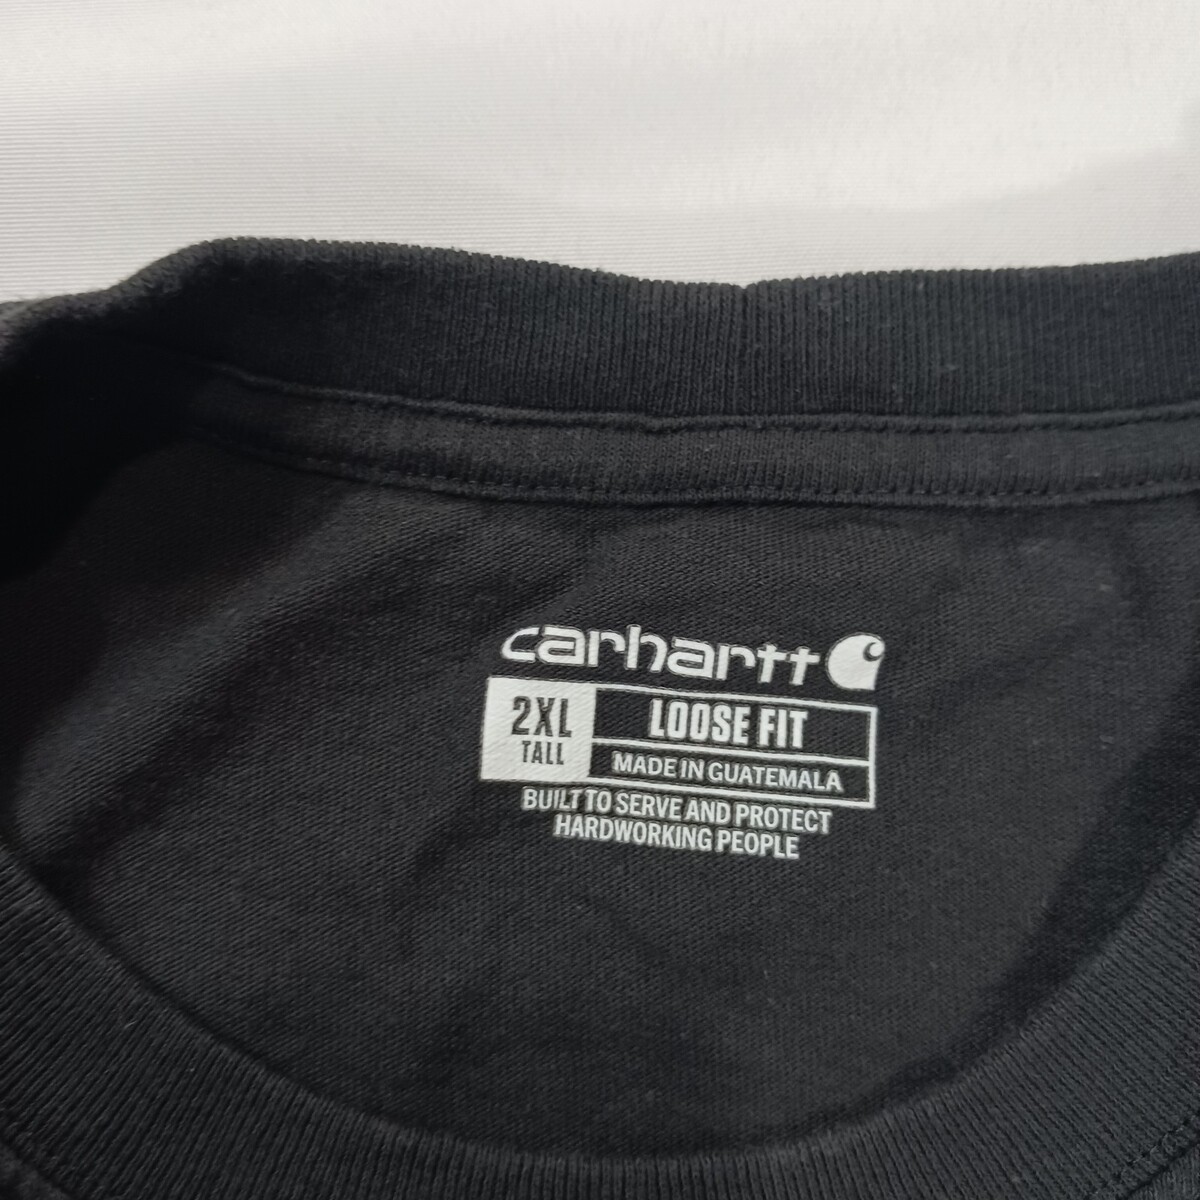 carhartt
2XL
TALL
LOOSE FIT
MADE IN GUATEMALA
BUILT TO SERVE AND PROTECT
HARDWORKING PEOPLE